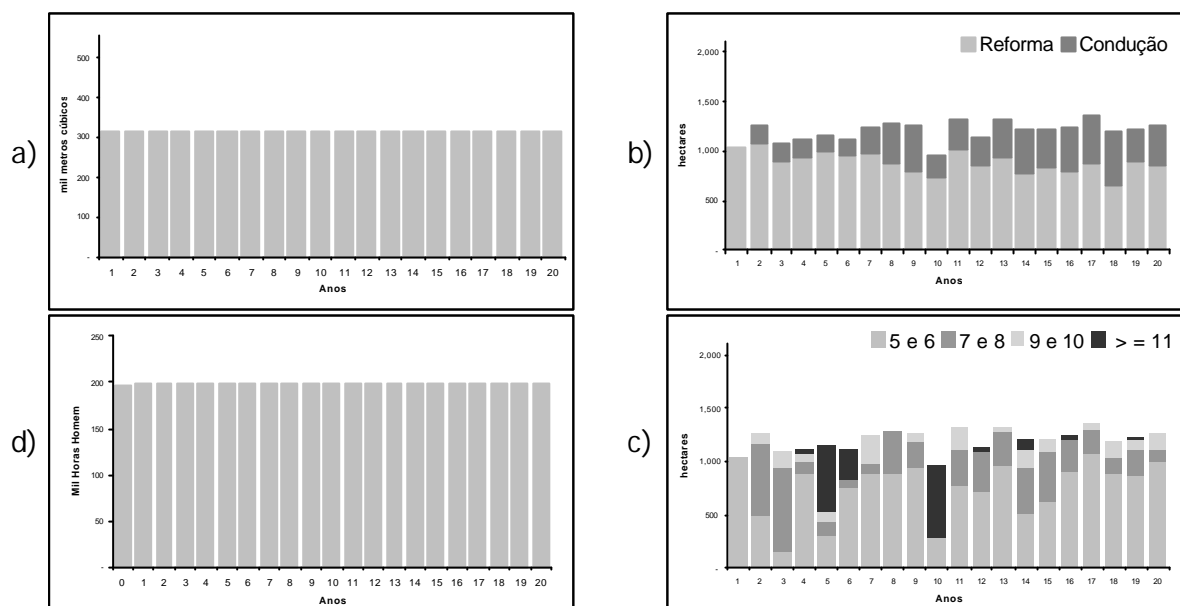 a)
mil metros cúbicos
500
400
300
200
100
-
1 2 3 4 5 6 7 8 9 10 11 12 13 14 15 16 17 18 19 20
Anos
b)
Reforma Condução
hectares
2,000
1,500
1,000
500
-
1 2 3 4 5 6 7 8 9 10 11 12 13 14 15 16 17 18 19 20
Anos
d)
Mil Horas Homem
250
200
150
100
50
-
0 1 2 3 4 5 6 7 8 9 10 11 12 13 14 15 16 17 18 19 20
Anos
c)
5 e 6 7 e 8 9 e 10 > = 11
hectares
2,000
1,500
1,000
500
-
1 2 3 4 5 6 7 8 9 10 11 12 13 14 15 16 17 18 19 20
Anos